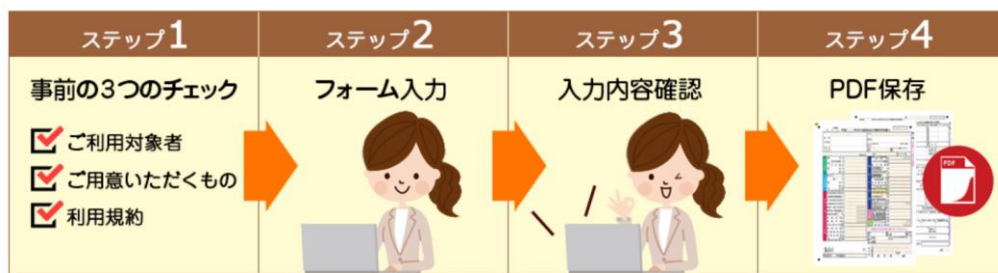 ステップ1
事前の3つのチェック
ご利用対象者
ご用意いただくもの
利用規約
ステップ2
フォーム入力
ステップ3
入力内容確認
ステップ4
PDF保存
PDF